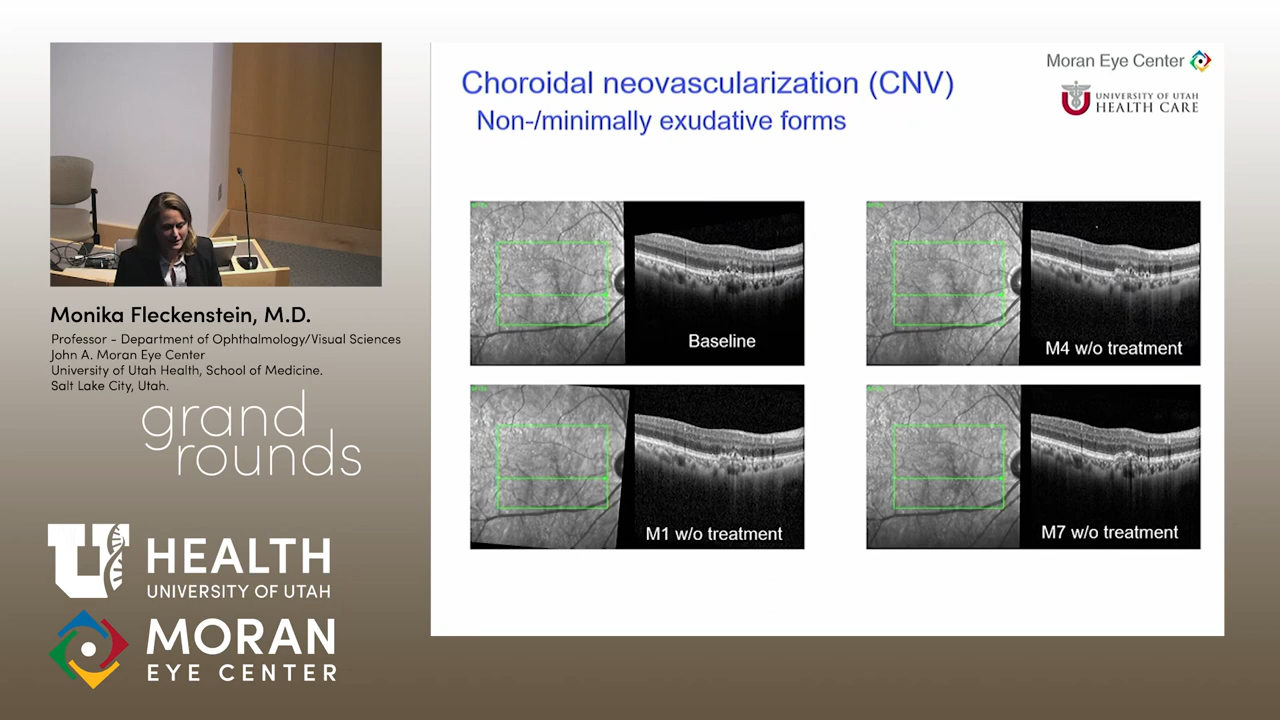 Monika Fleckenstein, M.D.
Professor - Department of Ophthalmology/Visual Sciences
John A. Moran Eye Center
University of Utah Health, School of Medicine.
Salt Lake City, Utah.
grand
rounds
U HEALTH
UNIVERSITY OF UTAH
MORAN
EYE CENTER
Choroidal neovascularization (CNV)
Non-/minimally exudative forms
Moran Eye Center
U UNIVERSITY OF UTAH
HEALTH CARE
Baseline
M4 w/o treatment
M1 w/o treatment
M7 w/o treatment